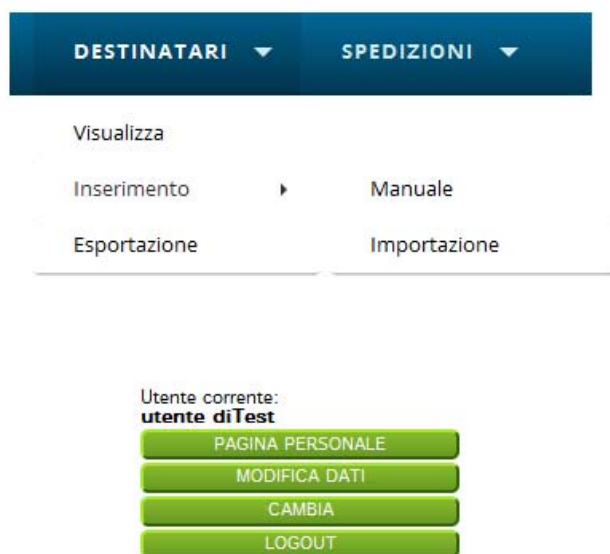 DESTINATARI SPEDIZIONI
Visualizza
Inserimento Manuale
Esportazione Importazione
Utente corrente:
utente diTest
PAGINA PERSONALE
MODIFICA DATI
CAMBIA
LOGOUT